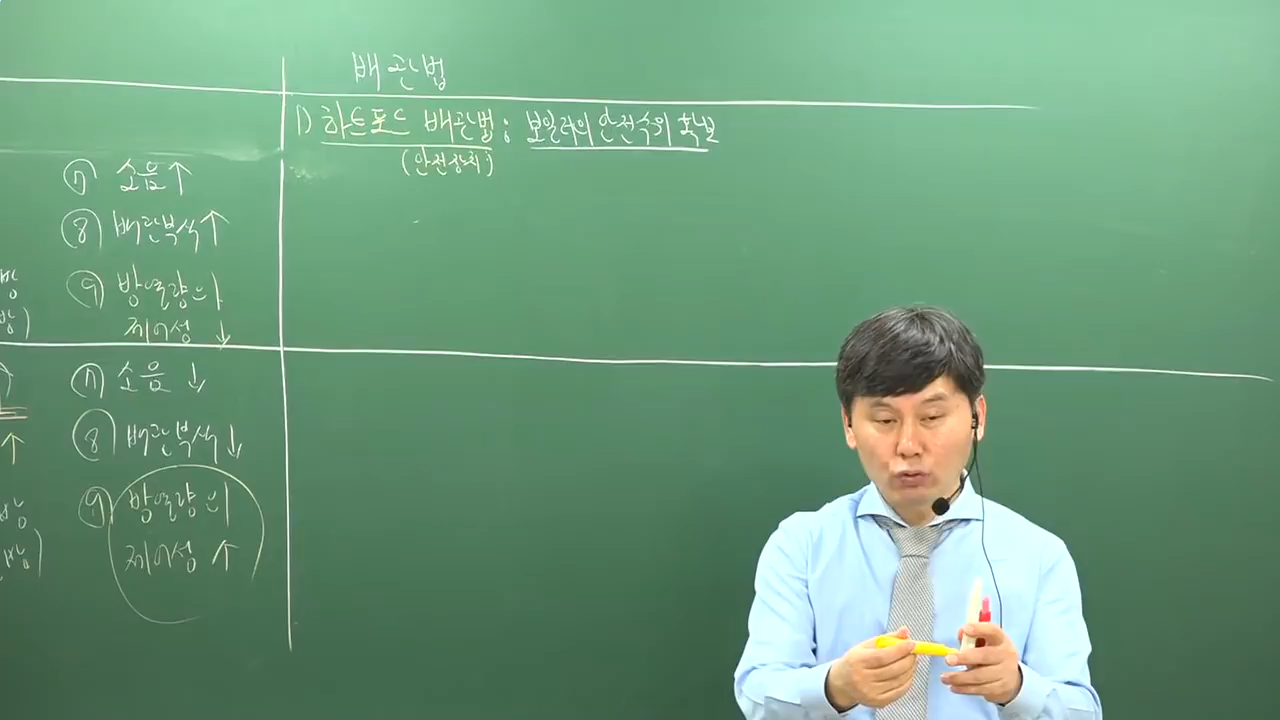 배관법
1) 하트포드 배관법 : 보일러의 안전수위 확보
(안전장치)
⑦ 소음 ↑
⑧ 배관부식 ↑
⑨ 방열량의
제어성 ↓
⑦ 소음 ↓
⑧ 배관부식 ↓
⑨ 방열량의
제어성 ↑